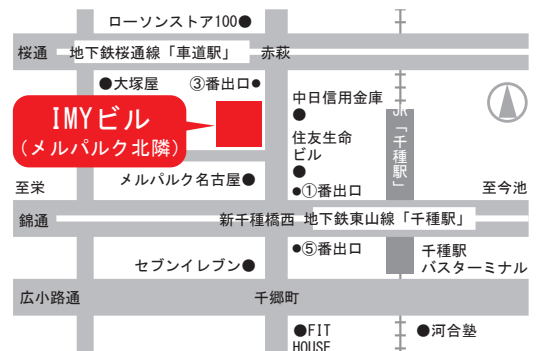 ローソンストア100●
桜通
地下鉄桜通線「車道駅」
赤萩
●大塚屋
③番出口●
IMYビル
(メルパルク北隣)
中日信用金庫
●
住友生命
ビル
●
●①番出口
JR「千種駅」
メルパルク名古屋●
至栄
至今池
錦通
新千種橋西
地下鉄東山線「千種駅」
●⑤番出口
セブンイレブン●
千種駅
バスターミナル
広小路通
千郷町
●FIT
HOUSE
●河合塾